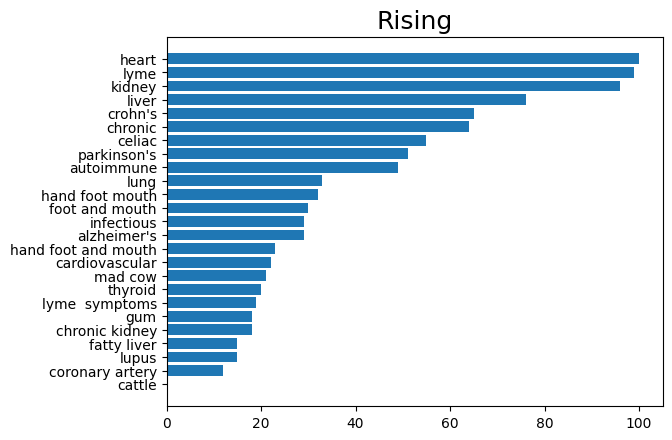 Rising
heart
lyme
kidney
liver
crohn's
chronic
celiac
parkinson's
autoimmune
lung
hand foot mouth
foot and mouth
infectious
alzheimer's
hand foot and mouth
cardiovascular
mad cow
thyroid
lyme  symptoms
gum
chronic kidney
fatty liver
lupus
coronary artery
cattle
0 20 40 60 80 100